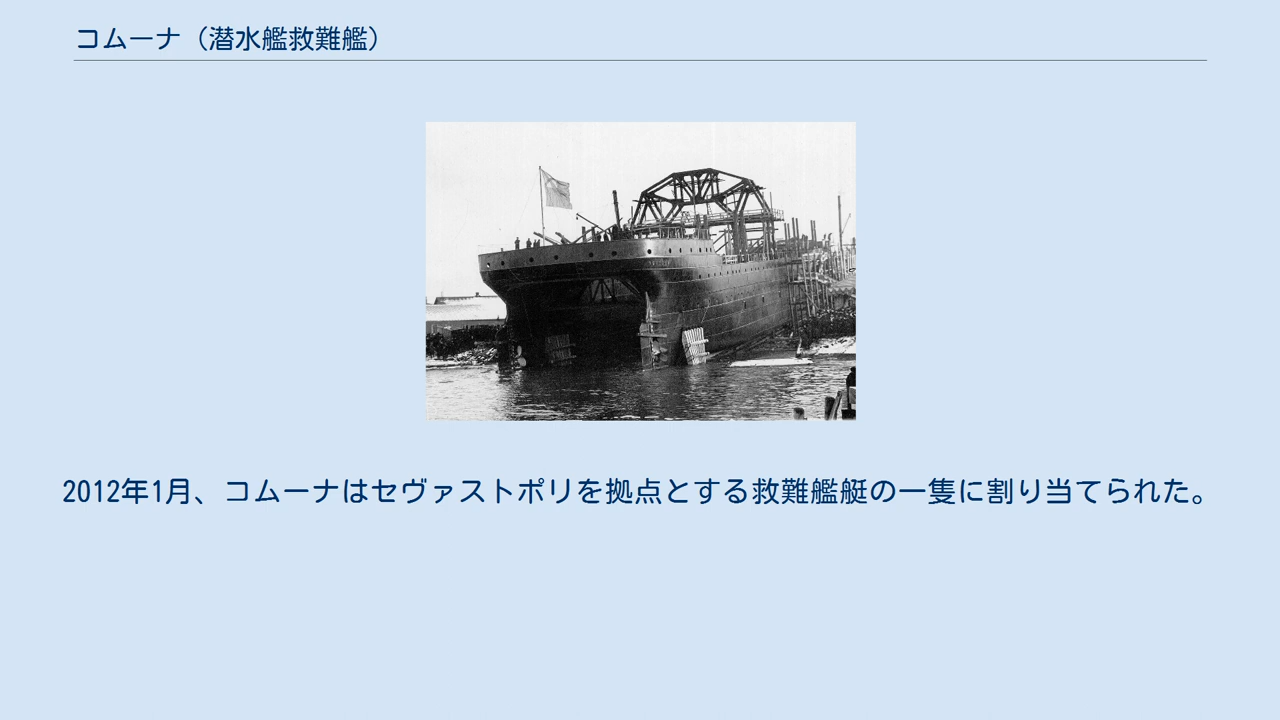 コムーナ（潜水艦救難艦）
2012年1月、コムーナはセヴァストポリを拠点とする救難艦艇の一隻に割り当てられた。